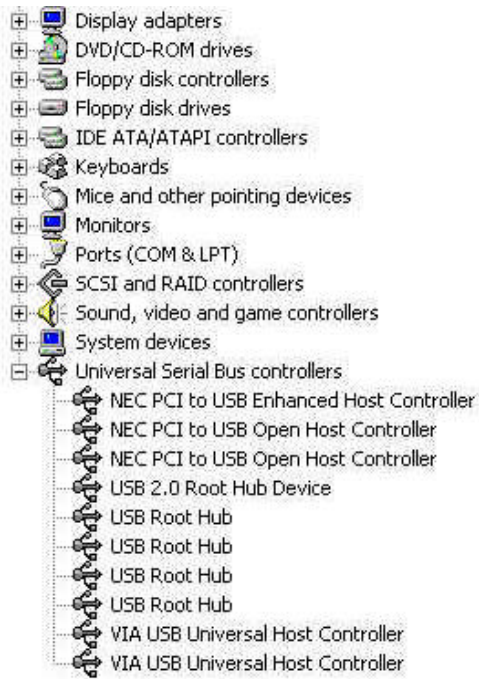 Display adapters
DVD/CD-ROM drives
Floppy disk controllers
Floppy disk drives
IDE ATA/ATAPI controllers
Keyboards
Mice and other pointing devices
Monitors
Ports (COM & LPT)
SCSI and RAID controllers
Sound, video and game controllers
System devices
Universal Serial Bus controllers
NEC PCI to USB Enhanced Host Controller
NEC PCI to USB Open Host Controller
NEC PCI to USB Open Host Controller
USB 2.0 Root Hub Device
USB Root Hub
USB Root Hub
USB Root Hub
USB Root Hub
VIA USB Universal Host Controller
VIA USB Universal Host Controller